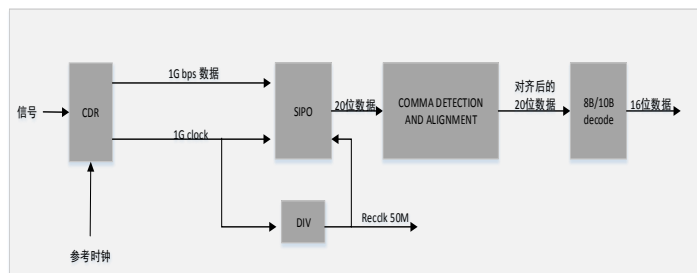 1G bps 数据
信号
CDR
SIPO
20位数据
COMMA DETECTION
AND ALIGNMENT
对齐后的
20位数据
8B/10B
decode
16位数据
1G clock
DIV
Recclk 50M
参考时钟